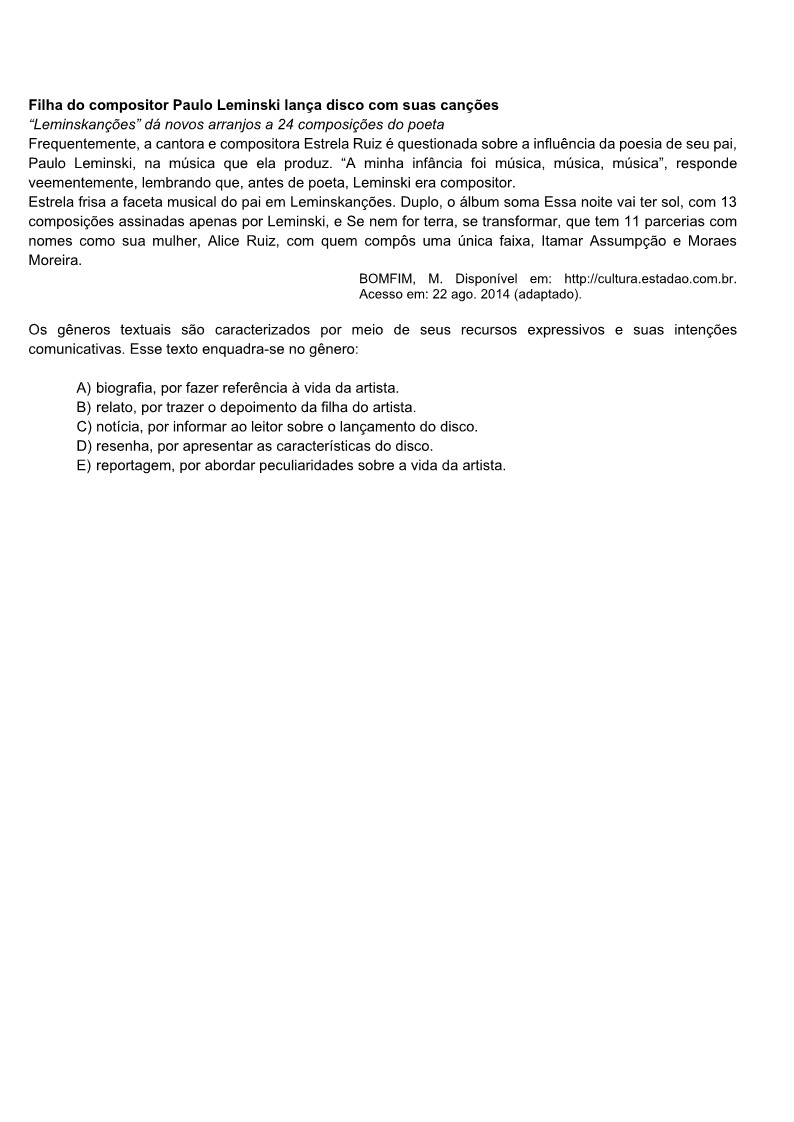 Filha do compositor Paulo Leminski lança disco com suas canções
“Leminskanções” dá novos arranjos a 24 composições do poeta
Frequentemente, a cantora e compositora Estrela Ruiz é questionada sobre a influência da poesia de seu pai,
Paulo Leminski, na música que ela produz. “A minha infância foi música, música, música”, responde
veementemente, lembrando que, antes de poeta, Leminski era compositor.
Estrela frisa a faceta musical do pai em Leminskanções. Duplo, o álbum soma Essa noite vai ter sol, com 13
composições assinadas apenas por Leminski, e Se nem for terra, se transformar, que tem 11 parcerias com
nomes como sua mulher, Alice Ruiz, com quem compôs uma única faixa, Itamar Assumpção e Moraes
Moreira.
BOMFIM, M. Disponível em: http://cultura.estadao.com.br.
Acesso em: 22 ago. 2014 (adaptado).
Os gêneros textuais são caracterizados por meio de seus recursos expressivos e suas intenções
comunicativas. Esse texto enquadra-se no gênero:
A) biografia, por fazer referência à vida da artista.
B) relato, por trazer o depoimento da filha do artista.
C) notícia, por informar ao leitor sobre o lançamento do disco.
D) resenha, por apresentar as características do disco.
E) reportagem, por abordar peculiaridades sobre a vida da artista.